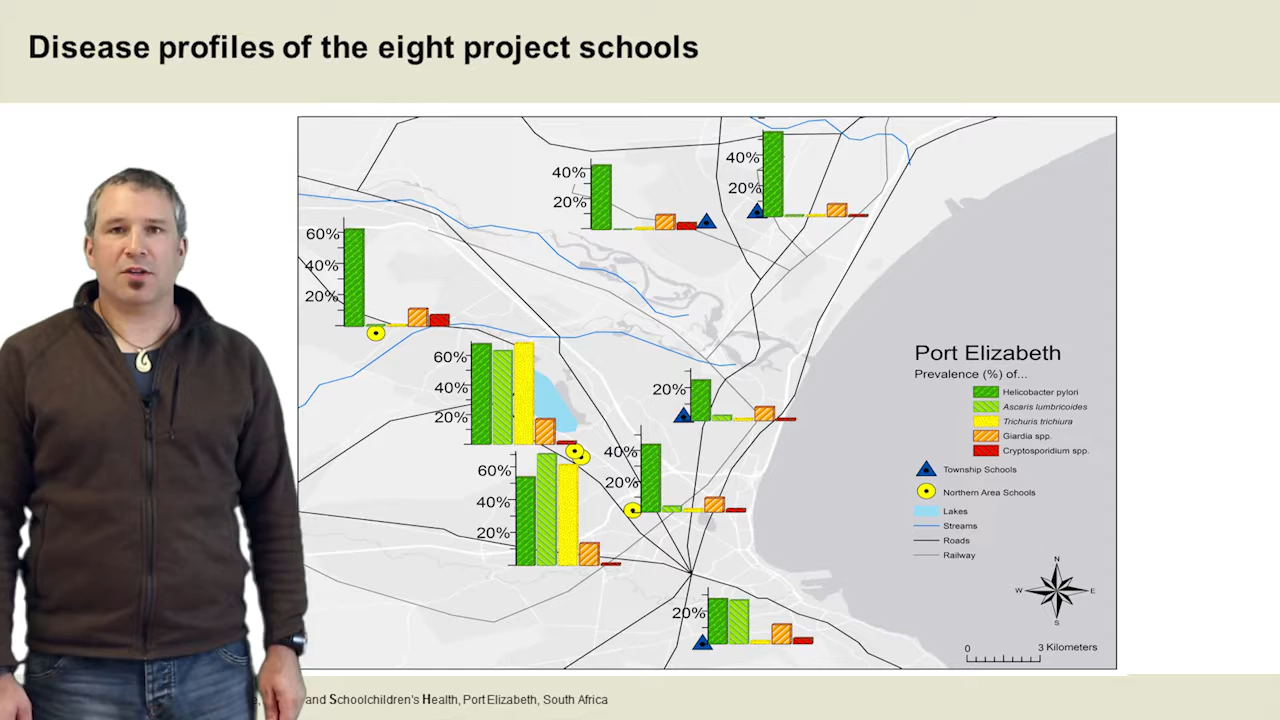 Disease profiles of the eight project schools
40%
20%
40%
20%
60%
40%
20%
60%
40%
20%
20%
40%
20%
60%
40%
20%
20%
Port Elizabeth
Prevalence (%) of...
Helicobacter pylori
Ascaris lumbricoides
Trichuris trichiura
Giardia spp.
Cryptosporidium spp.
Township Schools
Northern Area Schools
Lakes
Streams
Roads
Railway
N
W
E
S
0 3 Kilometers
and Schoolchildren's Health, Port Elizabeth, South Africa